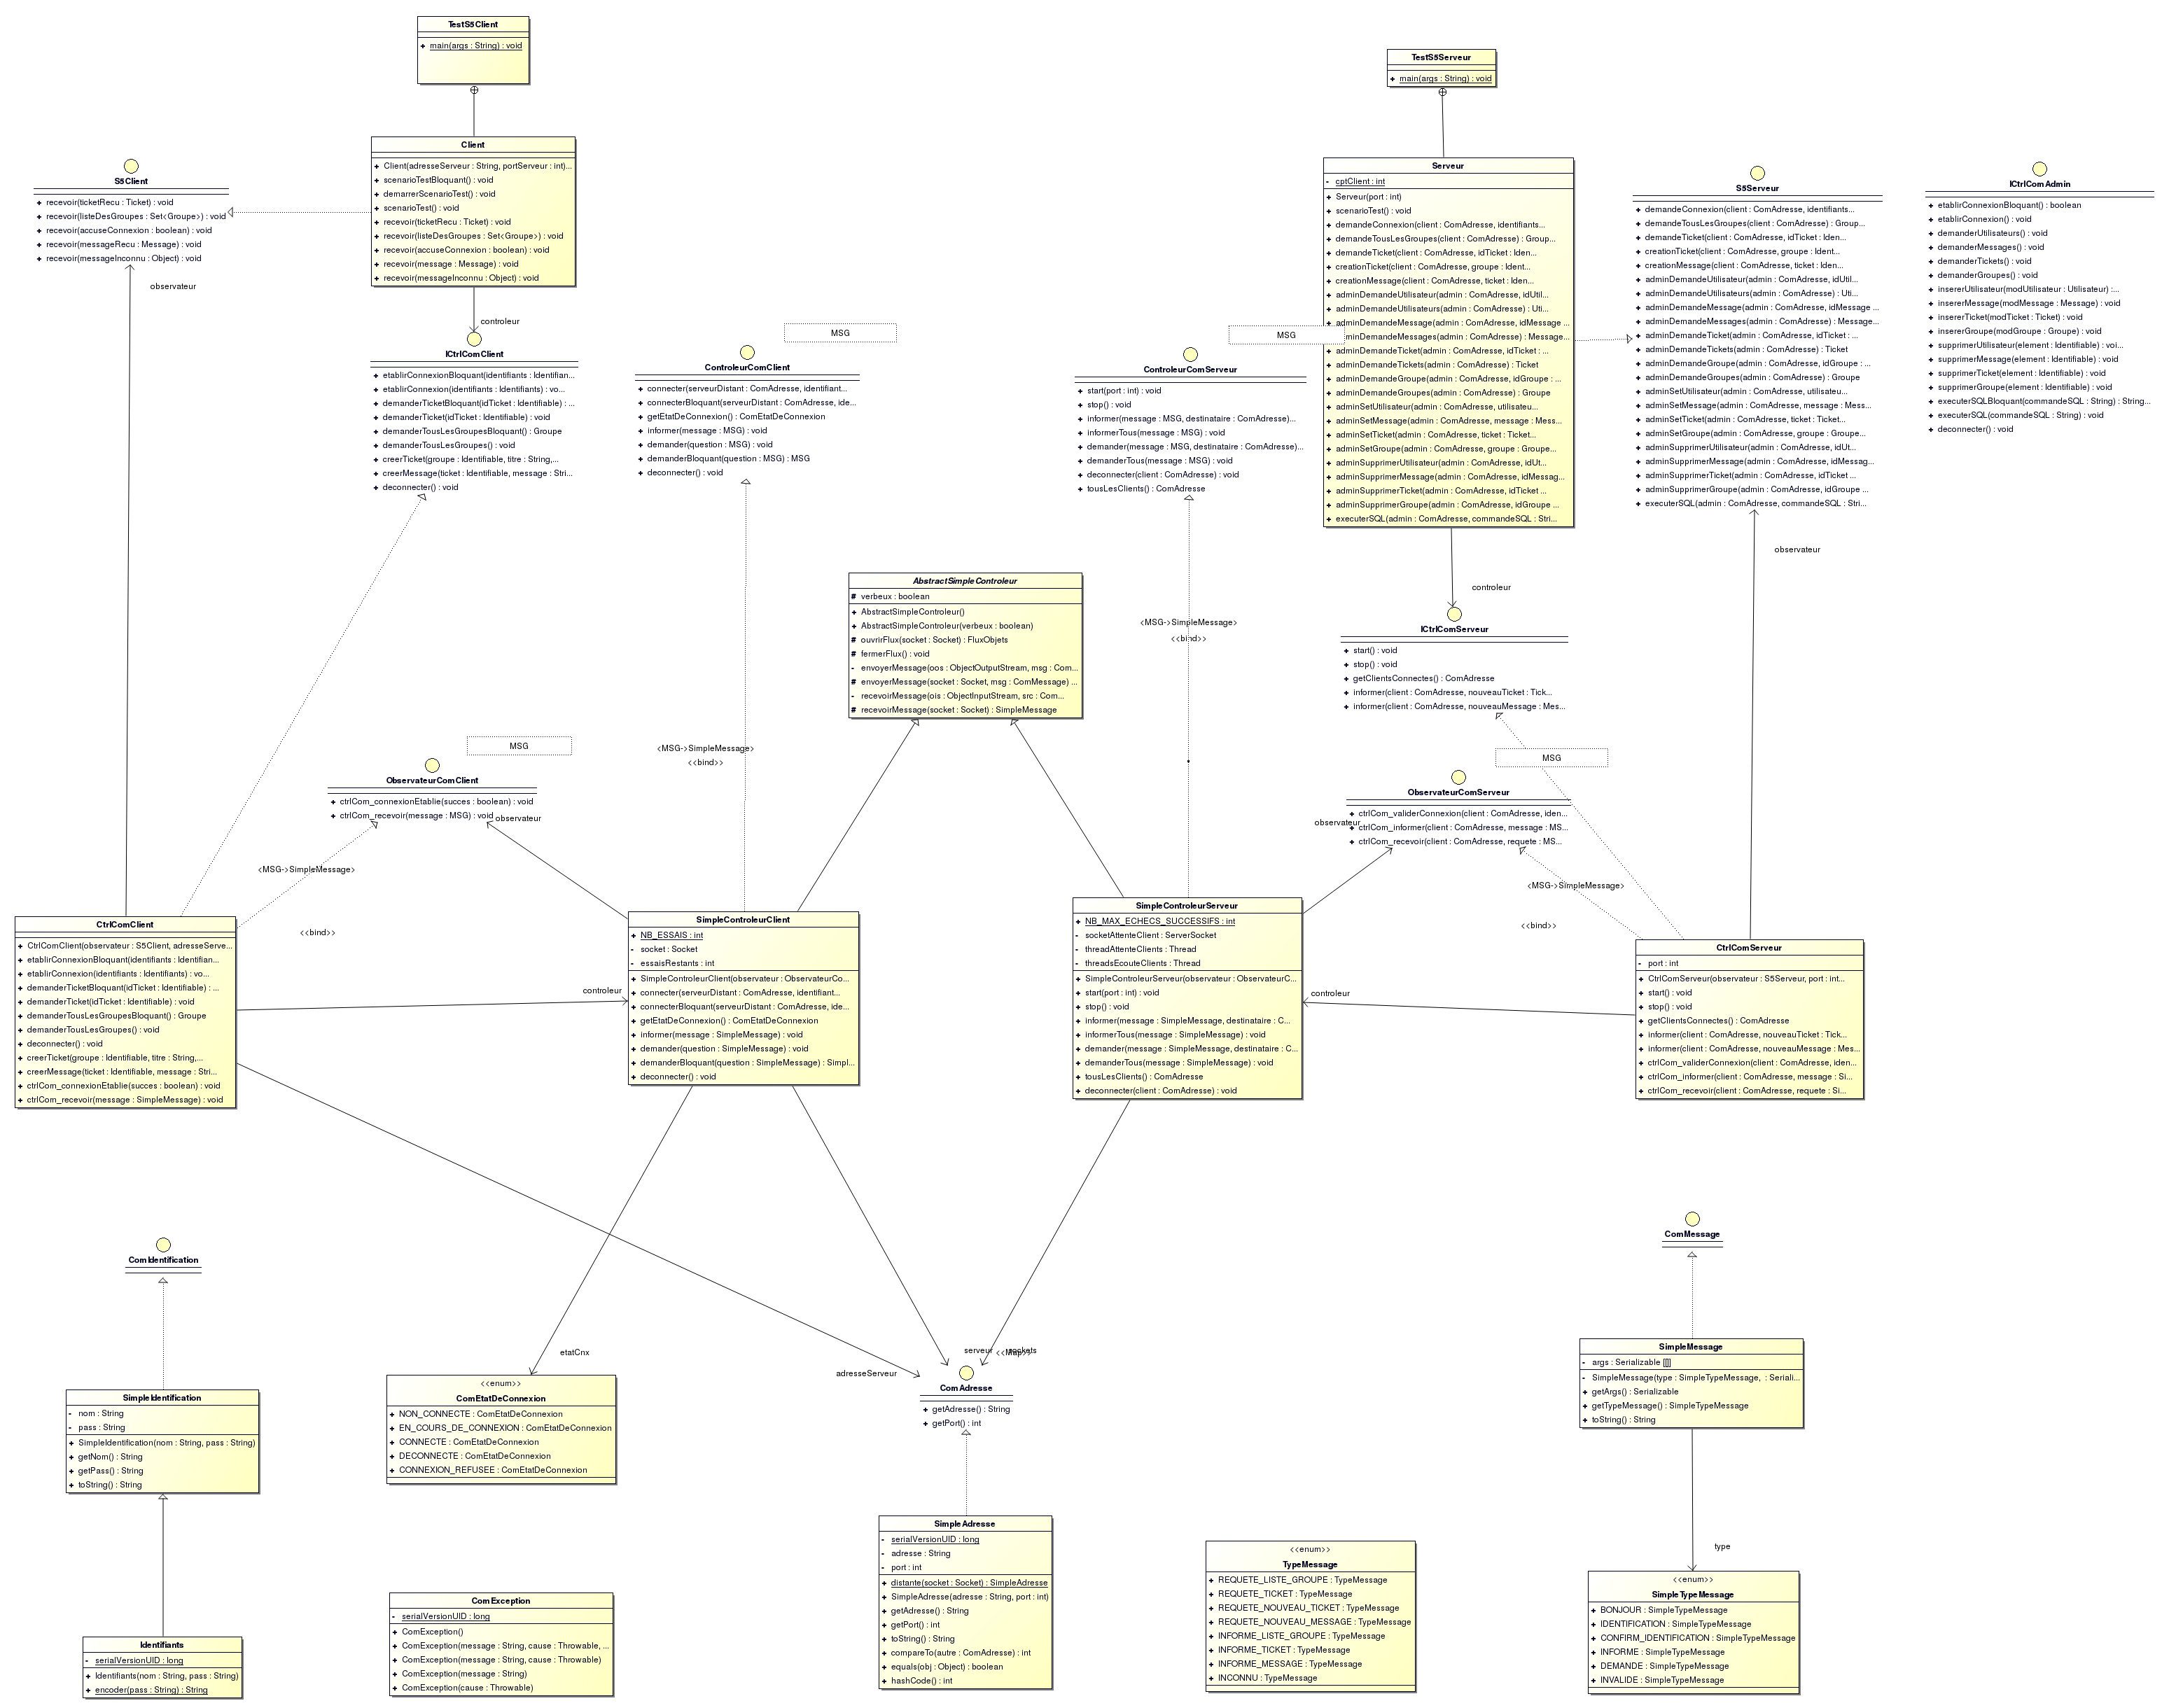 TestS5Client
+ main(args : String) : void
TestS5Serveur
+ main(args : String) : void
Client
+ Client(adresseServeur : String, portServeur : int)...
+ scenarioTestBloquant() : void
+ demarrerScenarioTest() : void
+ scenarioTest() : void
+ recevoir(ticketRecu : Ticket) : void
+ recevoir(listeDesGroupes : Set<Groupe>) : void
+ recevoir(accuseConnexion : boolean) : void
+ recevoir(message : Message) : void
+ recevoir(messageInconnu : Object) : void
S5Client
+ recevoir(ticketRecu : Ticket) : void
+ recevoir(listeDesGroupes : Set<Groupe>) : void
+ recevoir(accuseConnexion : boolean) : void
+ recevoir(messageRecu : Message) : void
+ recevoir(messageInconnu : Object) : void
observateur
controleur
Serveur
- cptClient : int
+ Serveur(port : int)
+ scenarioTest() : void
+ demandeConnexion(client : ComAdresse, identifiants...
+ demandeTousLesGroupes(client : ComAdresse) : Group...
+ demandeTicket(client : ComAdresse, idTicket : Iden...
+ creationTicket(client : ComAdresse, groupe : Ident...
+ creationMessage(client : ComAdresse, ticket : Iden...
+ adminDemandeUtilisateur(admin : ComAdresse, idUtil...
+ adminDemandeUtilisateurs(admin : ComAdresse) : Uti...
+ adminDemandeMessage(admin : ComAdresse, idMessage ...
minDemandeMessages(admin : ComAdresse) : Message...
+ adminDemandeTicket(admin : ComAdresse, idTicket : ...
+ adminDemandeTickets(admin : ComAdresse) : Ticket
+ adminDemandeGroupe(admin : ComAdresse, idGroupe : ...
+ adminDemandeGroupes(admin : ComAdresse) : Groupe
+ adminSetUtilisateur(admin : ComAdresse, utilisateu...
+ adminSetMessage(admin : ComAdresse, message : Mess...
+ adminSetTicket(admin : ComAdresse, ticket : Ticket...
+ adminSetGroupe(admin : ComAdresse, groupe : Groupe...
+ adminSupprimerUtilisateur(admin : ComAdresse, idUt...
+ adminSupprimerMessage(admin : ComAdresse, idMessag...
+ adminSupprimerTicket(admin : ComAdresse, idTicket ...
+ adminSupprimerGroupe(admin : ComAdresse, idGroupe ...
+ executerSQL(admin : ComAdresse, commandeSQL : Stri...
S5Serveur
+ demandeConnexion(client : ComAdresse, identifiants...
+ demandeTousLesGroupes(client : ComAdresse) : Group...
+ demandeTicket(client : ComAdresse, idTicket : Iden...
+ creationTicket(client : ComAdresse, groupe : Ident...
+ creationMessage(client : ComAdresse, ticket : Iden...
+ adminDemandeUtilisateur(admin : ComAdresse, idUtil...
+ adminDemandeUtilisateurs(admin : ComAdresse) : Uti...
+ adminDemandeMessage(admin : ComAdresse, idMessage ...
+ adminDemandeMessages(admin : ComAdresse) : Message...
+ adminDemandeTicket(admin : ComAdresse, idTicket : ...
+ adminDemandeTickets(admin : ComAdresse) : Ticket
+ adminDemandeGroupe(admin : ComAdresse, idGroupe : ...
+ adminDemandeGroupes(admin : ComAdresse) : Groupe
+ adminSetUtilisateur(admin : ComAdresse, utilisateu...
+ adminSetMessage(admin : ComAdresse, message : Mess...
+ adminSetTicket(admin : ComAdresse, ticket : Ticket...
+ adminSetGroupe(admin : ComAdresse, groupe : Groupe...
+ adminSupprimerUtilisateur(admin : ComAdresse, idUt...
+ adminSupprimerMessage(admin : ComAdresse, idMessag...
+ adminSupprimerTicket(admin : ComAdresse, idTicket ...
+ adminSupprimerGroupe(admin : ComAdresse, idGroupe ...
+ executerSQL(admin : ComAdresse, commandeSQL : Stri...
observateur
ICtrlComAdmin
+ etablirConnexionBloquant() : boolean
+ etablirConnexion() : void
+ demanderUtilisateurs() : void
+ demanderMessages() : void
+ demanderTickets() : void
+ demanderGroupes() : void
+ insererUtilisateur(modUtilisateur : Utilisateur) :...
+ insererMessage(modMessage : Message) : void
+ insererTicket(modTicket : Ticket) : void
+ insererGroupe(modGroupe : Groupe) : void
+ supprimerUtilisateur(element : Identifiable) : voi...
+ supprimerMessage(element : Identifiable) : void
+ supprimerTicket(element : Identifiable) : void
+ supprimerGroupe(element : Identifiable) : void
+ executerSQLBloquant(commandeSQL : String) : String...
+ executerSQL(commandeSQL : String) : void
+ deconnecter() : void
ICtrlComClient
+ etablirConnexionBloquant(identifiants : Identifian...
+ etablirConnexion(identifiants : Identifiants) : vo...
+ demanderTicketBloquant(idTicket : Identifiable) : ...
+ demanderTicket(idTicket : Identifiable) : void
+ demanderTousLesGroupesBloquant() : Groupe
+ demanderTousLesGroupes() : void
+ creerTicket(groupe : Identifiable, titre : String,...
+ creerMessage(ticket : Identifiable, message : Stri...
+ deconnecter() : void
MSG
ControleurComClient
+ connecter(serveurDistant : ComAdresse, identifiant...
+ connecterBloquant(serveurDistant : ComAdresse, ide...
+ getEtatDeConnexion() : ComEtatDeConnexion
+ informer(message : MSG) : void
+ demander(question : MSG) : void
+ demanderBloquant(question : MSG) : MSG
+ deconnecter() : void
MSG
ControleurComServeur
+ start(port : int) : void
+ stop() : void
+ informer(message : MSG, destinataire : ComAdresse)...
+ informerTous(message : MSG) : void
+ demander(message : MSG, destinataire : ComAdresse)...
+ demanderTous(message : MSG) : void
+ deconnecter(client : ComAdresse) : void
+ tousLesClients() : ComAdresse
AbstractSimpleControleur
# verbeux : boolean
+ AbstractSimpleControleur()
+ AbstractSimpleControleur(verbeux : boolean)
# ouvrirFlux(socket : Socket) : FluxObjets
# fermerFlux() : void
- envoyerMessage(oos : ObjectOutputStream, msg : Com...
# envoyerMessage(socket : Socket, msg : ComMessage) ...
- recevoirMessage(ois : ObjectInputStream, src : Com...
# recevoirMessage(socket : Socket) : SimpleMessage
<MSG->SimpleMessage>
<<bind>>
controleur
ICtrlComServeur
+ start() : void
+ stop() : void
+ getClientsConnectes() : ComAdresse
+ informer(client : ComAdresse, nouveauTicket : Tick...
+ informer(client : ComAdresse, nouveauMessage : Mes...
<MSG->SimpleMessage>
<<bind>>
MSG
ObservateurComClient
+ ctrlCom_connexionEtablie(succes : boolean) : void
+ ctrlCom_recevoir(message : MSG) : void
observateur
<MSG->SimpleMessage>
<<bind>>
MSG
ObservateurComServeur
+ ctrlCom_validerConnexion(client : ComAdresse, iden...
+ ctrlCom_informer(client : ComAdresse, message : MS...
+ ctrlCom_recevoir(client : ComAdresse, requete : MS...
observateur
<MSG->SimpleMessage>
<<bind>>
CtrlComClient
+ CtrlComClient(observateur : S5Client, adresseServe...
+ etablirConnexionBloquant(identifiants : Identifian...
+ etablirConnexion(identifiants : Identifiants) : vo...
+ demanderTicketBloquant(idTicket : Identifiable) : ...
+ demanderTicket(idTicket : Identifiable) : void
+ demanderTousLesGroupesBloquant() : Groupe
+ demanderTousLesGroupes() : void
+ deconnecter() : void
+ creerTicket(groupe : Identifiable, titre : String,...
+ creerMessage(ticket : Identifiable, message : Stri...
+ ctrlCom_connexionEtablie(succes : boolean) : void
+ ctrlCom_recevoir(message : SimpleMessage) : void
controleur
SimpleControleurClient
+ NB_ESSAIS : int
- socket : Socket
- essaisRestants : int
+ SimpleControleurClient(observateur : ObservateurCo...
+ connecter(serveurDistant : ComAdresse, identifiant...
+ connecterBloquant(serveurDistant : ComAdresse, ide...
+ getEtatDeConnexion() : ComEtatDeConnexion
+ informer(message : SimpleMessage) : void
+ demander(question : SimpleMessage) : void
+ demanderBloquant(question : SimpleMessage) : Simpl...
+ deconnecter() : void
SimpleControleurServeur
+ NB_MAX_ECHECS_SUCCESSIFS : int
- socketAttenteClient : ServerSocket
- threadAttenteClients : Thread
- threadsEcouteClients : Thread
+ SimpleControleurServeur(observateur : ObservateurC...
+ start(port : int) : void
+ stop() : void
+ informer(message : SimpleMessage, destinataire : C...
+ informerTous(message : SimpleMessage) : void
+ demander(message : SimpleMessage, destinataire : C...
+ demanderTous(message : SimpleMessage) : void
+ tousLesClients() : ComAdresse
+ deconnecter(client : ComAdresse) : void
controleur
CtrlComServeur
- port : int
+ CtrlComServeur(observateur : S5Serveur, port : int...
+ start() : void
+ stop() : void
+ getClientsConnectes() : ComAdresse
+ informer(client : ComAdresse, nouveauTicket : Tick...
+ informer(client : ComAdresse, nouveauMessage : Mes...
+ ctrlCom_validerConnexion(client : ComAdresse, iden...
+ ctrlCom_informer(client : ComAdresse, message : Si...
+ ctrlCom_recevoir(client : ComAdresse, requete : Si...
ComIdentification
SimpleIdentification
- nom : String
- pass : String
+ SimpleIdentification(nom : String, pass : String)
+ getNom() : String
+ getPass() : String
+ toString() : String
Identifiants
- serialVersionUID : long
+ Identifiants(nom : String, pass : String)
+ encoder(pass : String) : String
etatCnx
<<enum>>
ComEtatDeConnexion
+ NON_CONNECTE : ComEtatDeConnexion
+ EN_COURS_DE_CONNEXION : ComEtatDeConnexion
+ CONNECTE : ComEtatDeConnexion
+ DECONNECTE : ComEtatDeConnexion
+ CONNEXION_REFUSEE : ComEtatDeConnexion
ComException
- serialVersionUID : long
+ ComException()
+ ComException(message : String, cause : Throwable, ...
+ ComException(message : String, cause : Throwable)
+ ComException(message : String)
+ ComException(cause : Throwable)
adresseServeur
serveur
<<Map>>
sockets
ComAdresse
+ getAdresse() : String
+ getPort() : int
SimpleAdresse
- serialVersionUID : long
- adresse : String
- port : int
+ distante(socket : Socket) : SimpleAdresse
+ SimpleAdresse(adresse : String, port : int)
+ getAdresse() : String
+ getPort() : int
+ toString() : String
+ compareTo(autre : ComAdresse) : int
+ equals(obj : Object) : boolean
+ hashCode() : int
<<enum>>
TypeMessage
+ REQUETE_LISTE_GROUPE : TypeMessage
+ REQUETE_TICKET : TypeMessage
+ REQUETE_NOUVEAU_TICKET : TypeMessage
+ REQUETE_NOUVEAU_MESSAGE : TypeMessage
+ INFORME_LISTE_GROUPE : TypeMessage
+ INFORME_TICKET : TypeMessage
+ INFORME_MESSAGE : TypeMessage
+ INCONNU : TypeMessage
ComMessage
SimpleMessage
- args : Serializable [[]]
- SimpleMessage(type : SimpleTypeMessage, : Seriali...
+ getArgs() : Serializable
+ getTypeMessage() : SimpleTypeMessage
+ toString() : String
type
<<enum>>
SimpleTypeMessage
+ BONJOUR : SimpleTypeMessage
+ IDENTIFICATION : SimpleTypeMessage
+ CONFIRM_IDENTIFICATION : SimpleTypeMessage
+ INFORME : SimpleTypeMessage
+ DEMANDE : SimpleTypeMessage
+ INVALIDE : SimpleTypeMessage